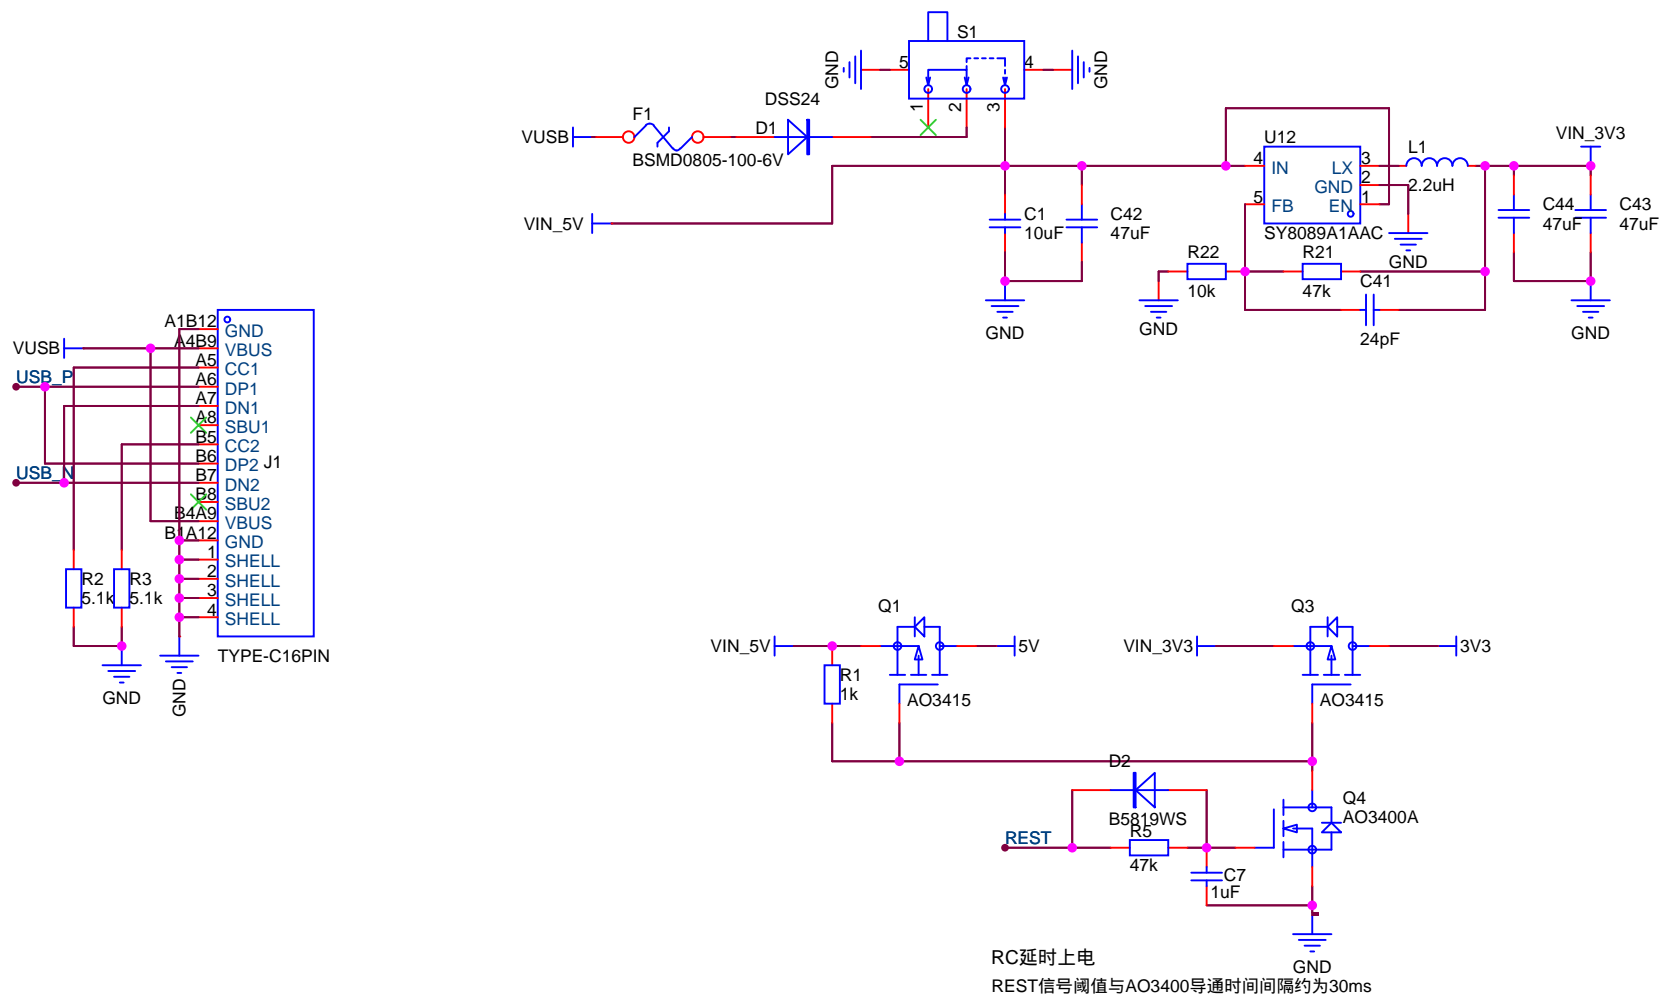 S1
GND
5
4
GND
1
2
3
DSS24
F1
D1
VUSB
BSMD0805-100-6V
VIN_5V
C1
10uF
C42
47uF
GND
U12
4
IN
LX
3
GND
2
5
FB
EN
1
SY8089A1AAC
L1
2.2uH
VIN_3V3
C44
47uF
C43
47uF
GND
R22
10k
R21
47k
GND
C41
24pF
GND
GND
A1B12
GND
VUSB
A4B9
VBUS
A5
CC1
USB_P
A6
DP1
A7
DN1
A8
SBU1
B5
CC2
B6
DP2
J1
USB_N
B7
DN2
B8
SBU2
B4A9
VBUS
B1A12
GND
1
SHELL
2
SHELL
3
SHELL
4
SHELL
R2
5.1k
R3
5.1k
TYPE-C16PIN
GND
GND
Q1
VIN_5V
5V
R1
1k
AO3415
Q3
VIN_3V3
3V3
AO3415
D2
B5819WS
REST
R5
47k
C7
1uF
Q4
AO3400A
GND
RC延时上电
REST信号阈值与AO3400导通时间间隔约为30ms